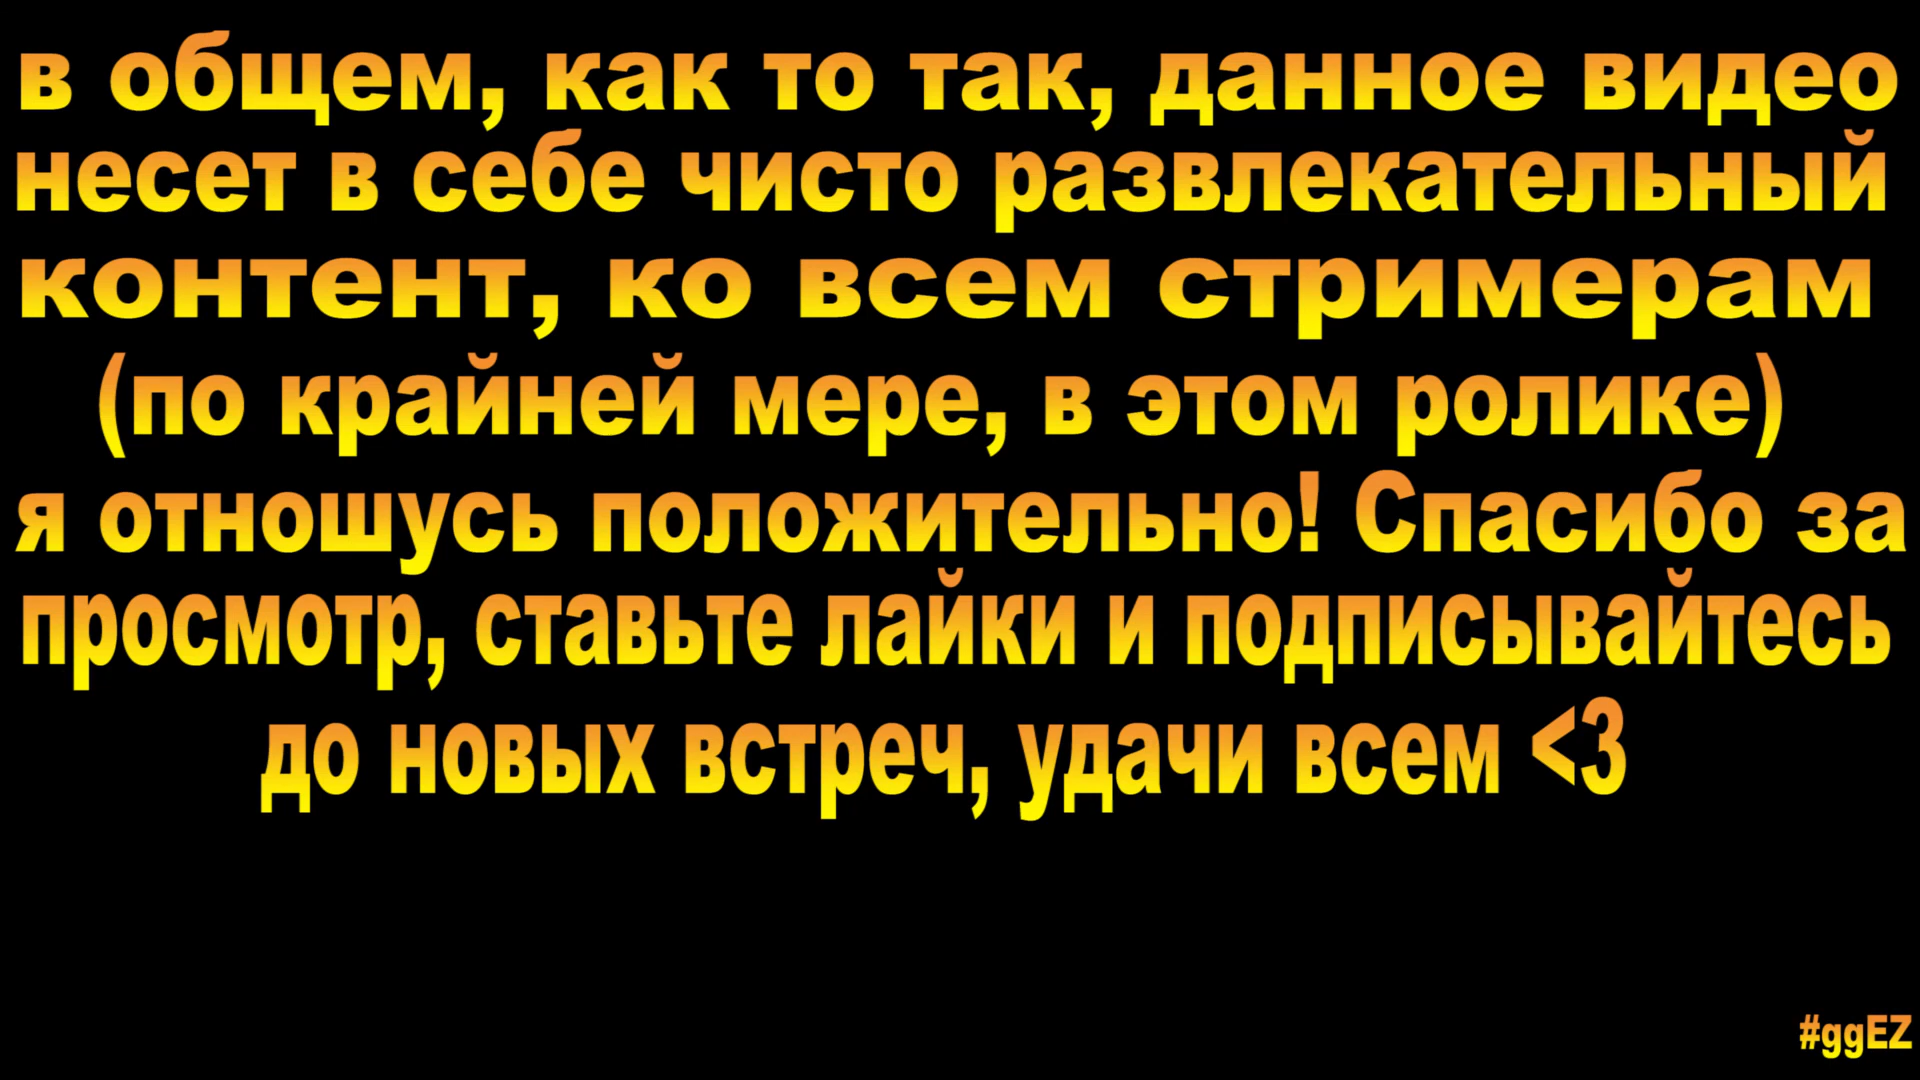 в общем, как то так, данное видео
несет в себе чисто развлекательный
контент, ко всем стримерам
(по крайней мере, в этом ролике)
я отношусь положительно! Спасибо за
просмотр, ставьте лайки и подписывайтесь
до новых встреч, удачи всем <3
#ggEZ